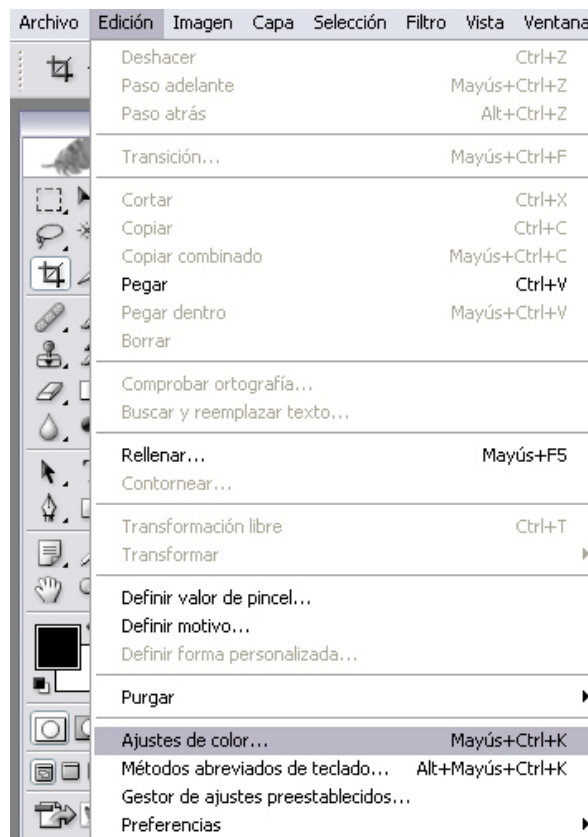 Archivo Edición Imagen Capa Selección Filtro Vista Ventana
Deshacer Ctrl+Z
Paso adelante Mayús+Ctrl+Z
Paso atrás Alt+Ctrl+Z
Transición... Mayús+Ctrl+F
Cortar Ctrl+X
Copiar Ctrl+C
Copiar combinado Mayús+Ctrl+C
Pegar Ctrl+V
Pegar dentro Mayús+Ctrl+V
Borrar
Comprobar ortografía...
Buscar y reemplazar texto...
Rellenar... Mayús+F5
Contornear...
Transformación libre Ctrl+T
Transformar
Definir valor de pincel...
Definir motivo...
Definir forma personalizada...
Purgar
Ajustes de color... Mayús+Ctrl+K
Métodos abreviados de teclado... Alt+Mayús+Ctrl+K
Gestor de ajustes preestablecidos...
Preferencias